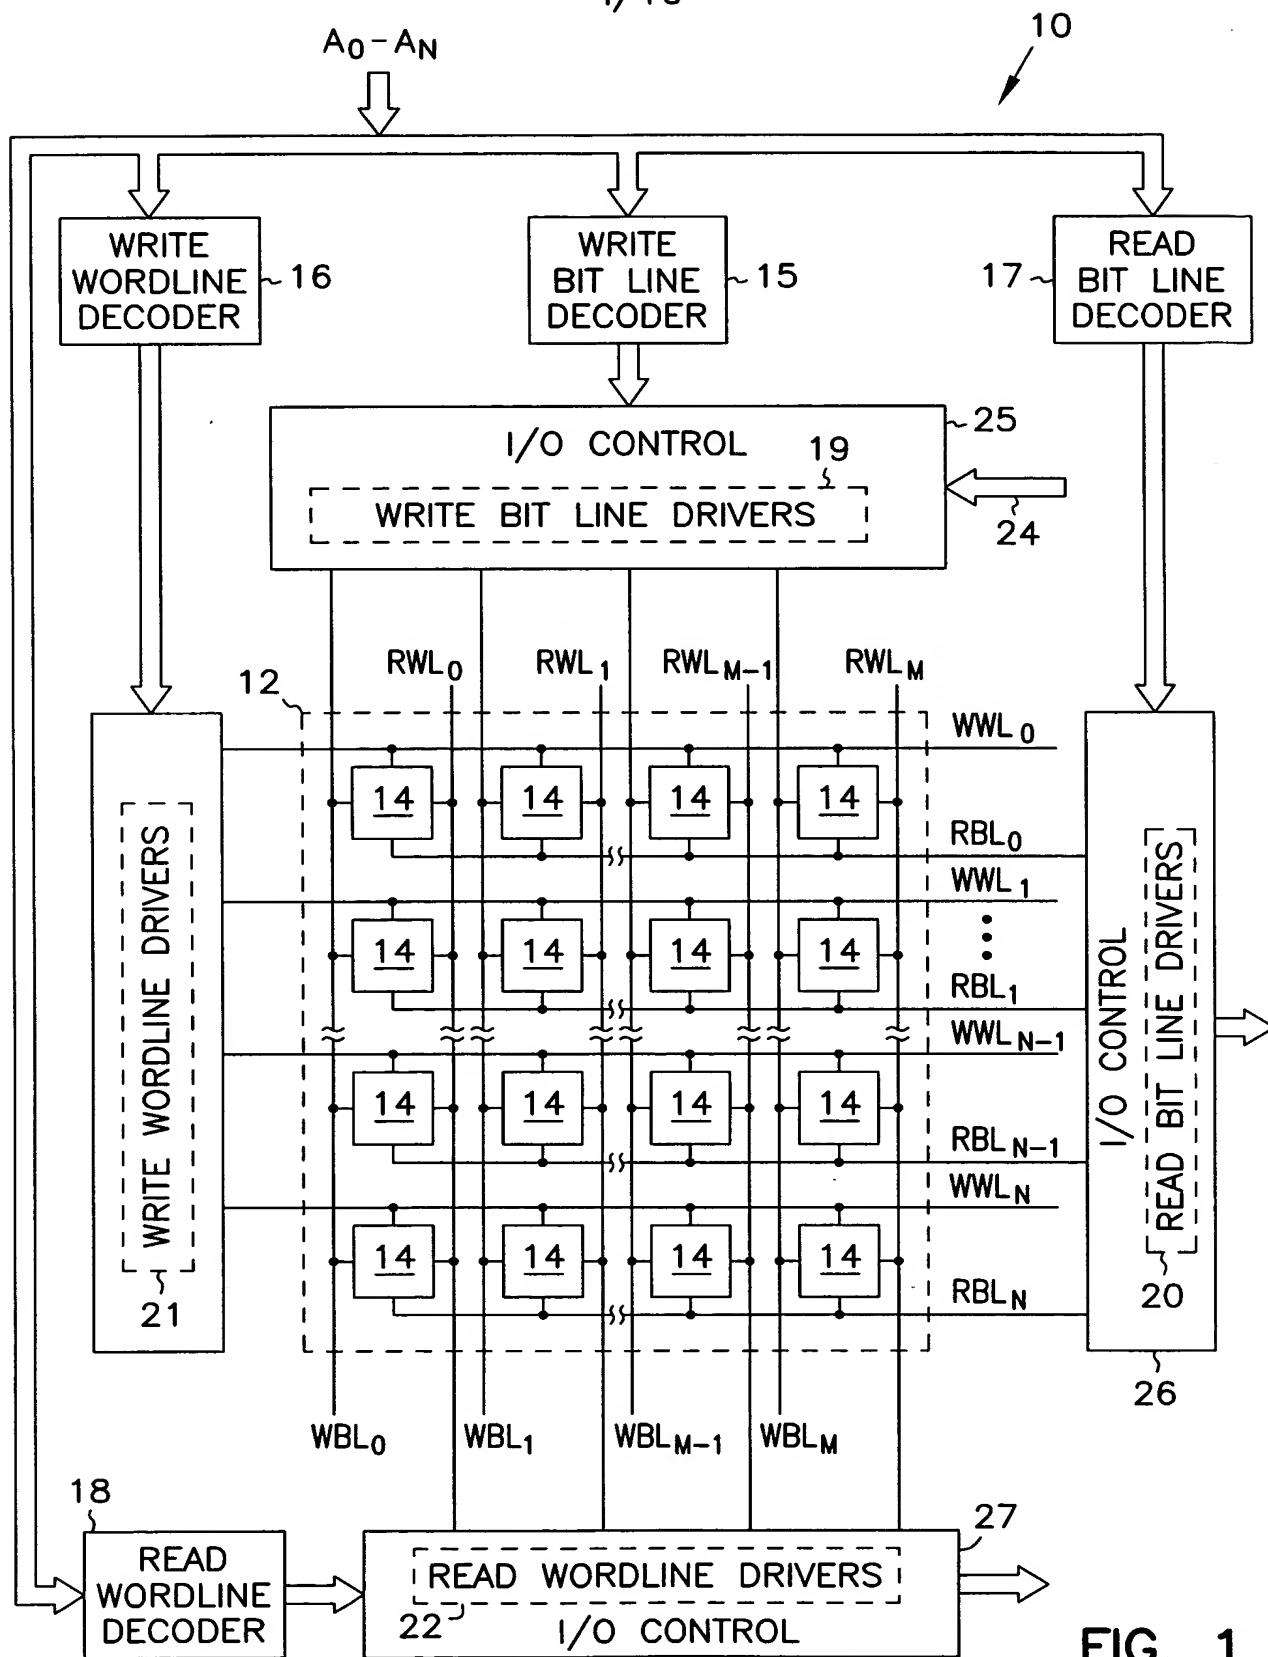 A0-AN
10
WRITE
WORDLINE
DECODER
16
WRITE
BIT LINE
DECODER
15
READ
BIT LINE
DECODER
17
I/O CONTROL
25
19
WRITE BIT LINE DRIVERS
24
RWL0 RWL1 RWLM-1 RWLM
12
WWL0
14 14 14 14
RBL0
WWL1
14 14 14 14
RBL1
WWLN-1
14 14 14 14
RBLN-1
WWLN
14 14 14 14
RBLN
WRITE WORDLINE DRIVERS
21
I/O CONTROL
READ BIT LINE DRIVERS
20
26
WBL0 WBL1 WBLM-1 WBLM
18
READ
WORDLINE
DECODER
27
READ WORDLINE DRIVERS
22
I/O CONTROL
FIG. 1